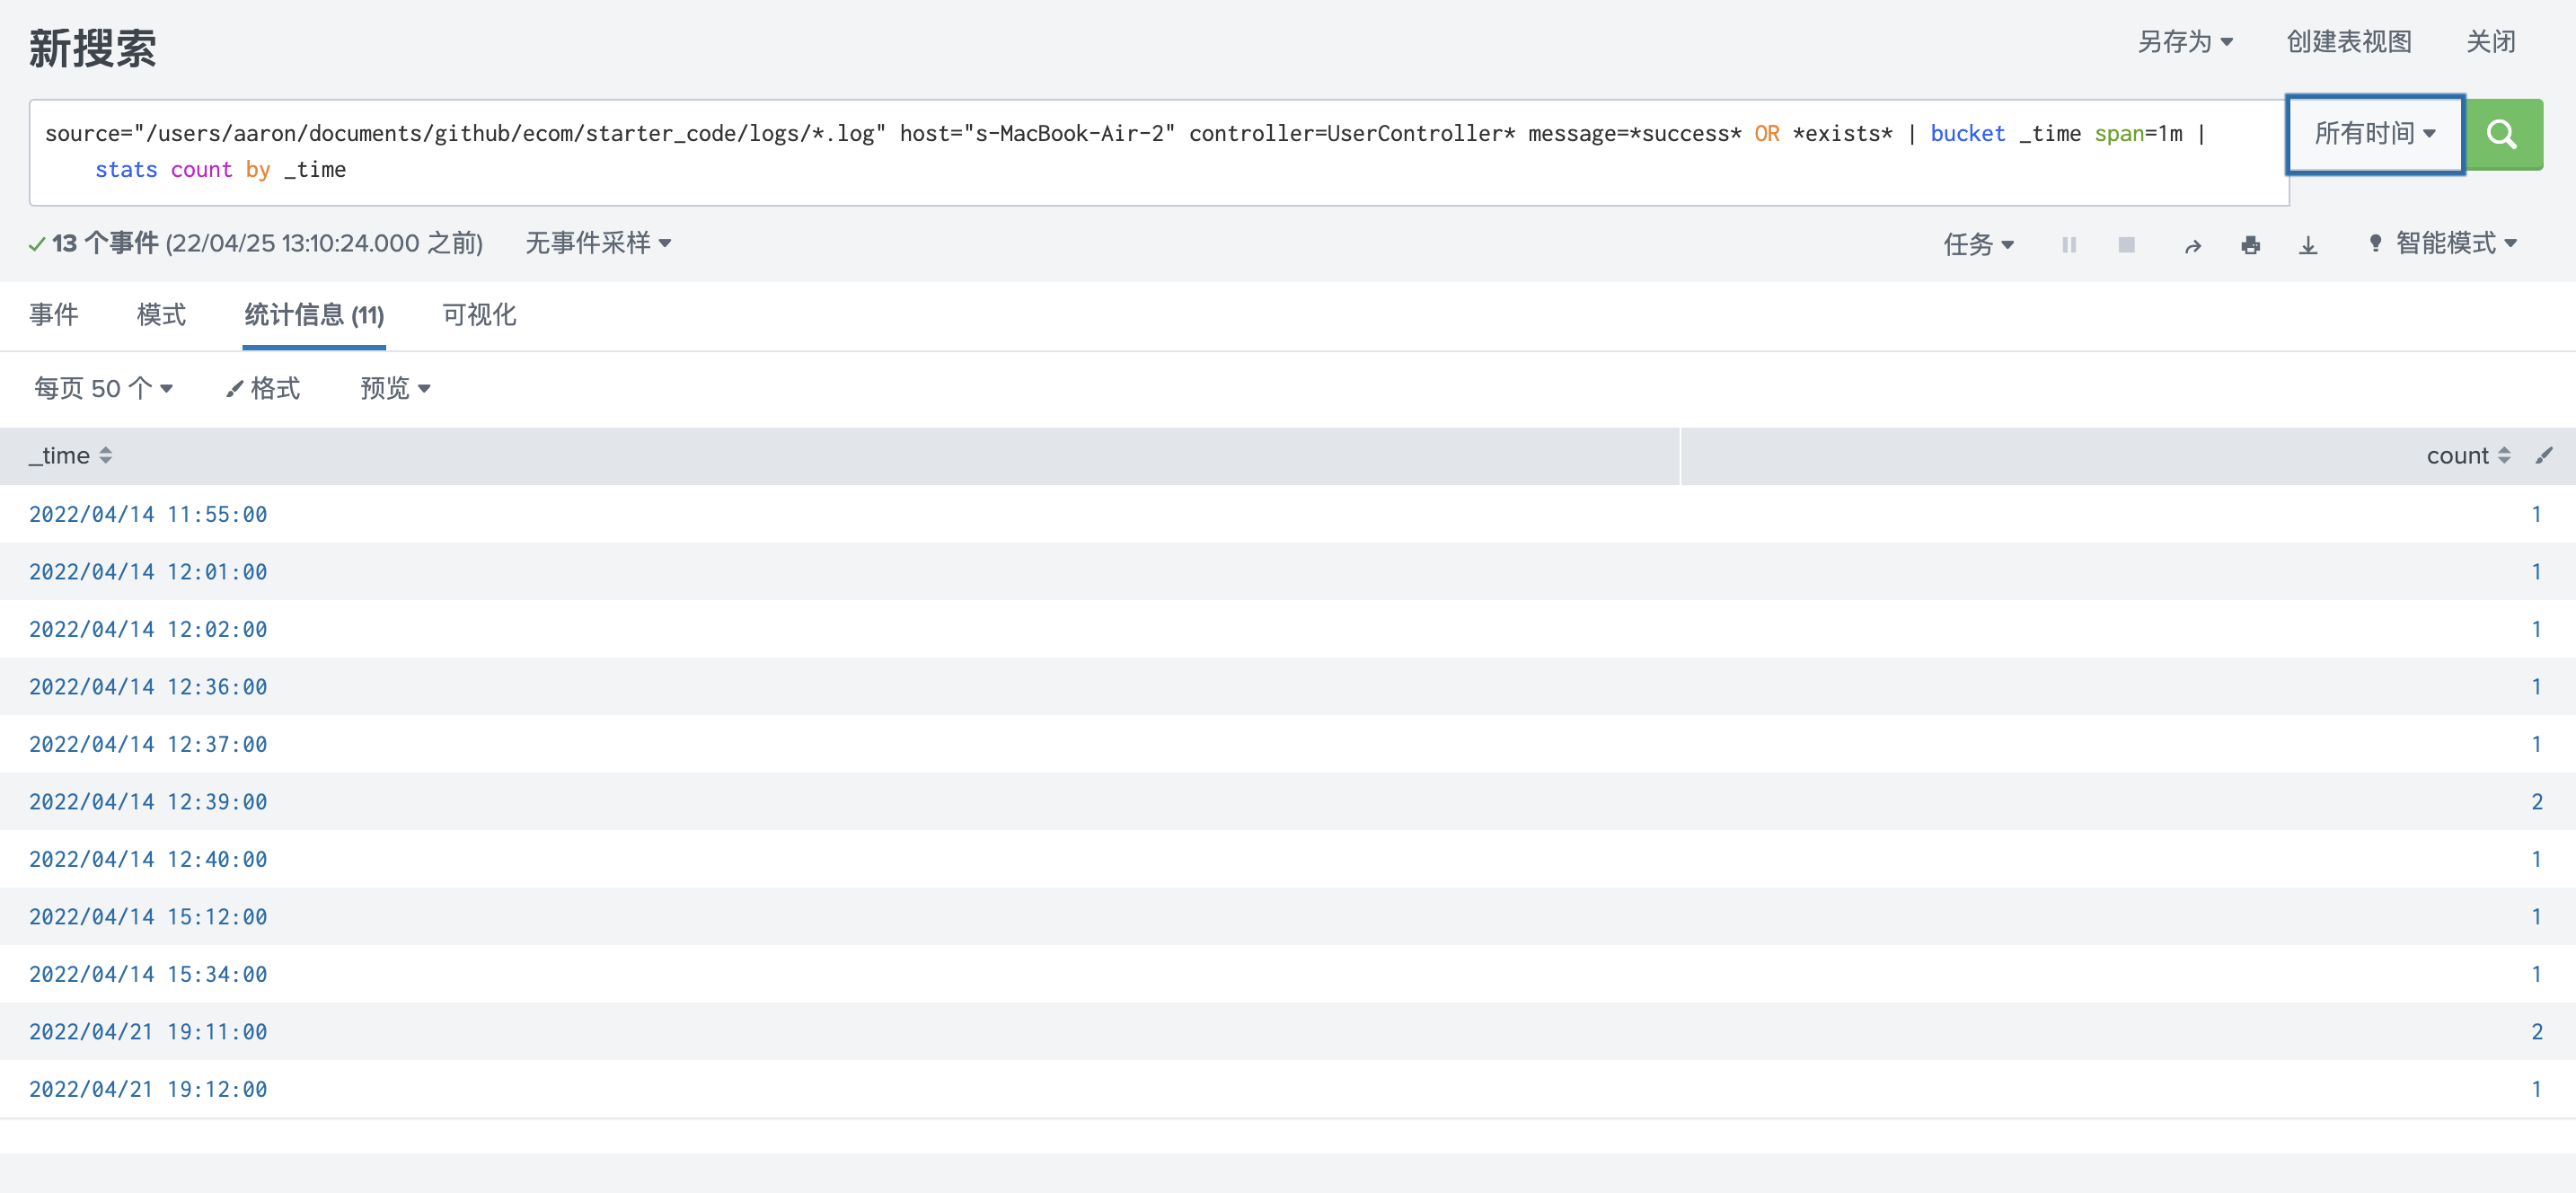 新搜索
另存为 创建表视图 关闭
source="/users/aaron/documents/github/ecom/starter_code/logs/*.log" host="s-MacBook-Air-2" controller=UserController* message=*success* OR *exists* | bucket _time span=1m |
stats count by _time
所有时间
13 个事件 (22/04/25 13:10:24.000 之前) 无事件采样
任务 智能模式
事件 模式 统计信息 (11) 可视化
每页 50 个 格式 预览
_time count
2022/04/14 11:55:00 1
2022/04/14 12:01:00 1
2022/04/14 12:02:00 1
2022/04/14 12:36:00 1
2022/04/14 12:37:00 1
2022/04/14 12:39:00 2
2022/04/14 12:40:00 1
2022/04/14 15:12:00 1
2022/04/14 15:34:00 1
2022/04/21 19:11:00 2
2022/04/21 19:12:00 1